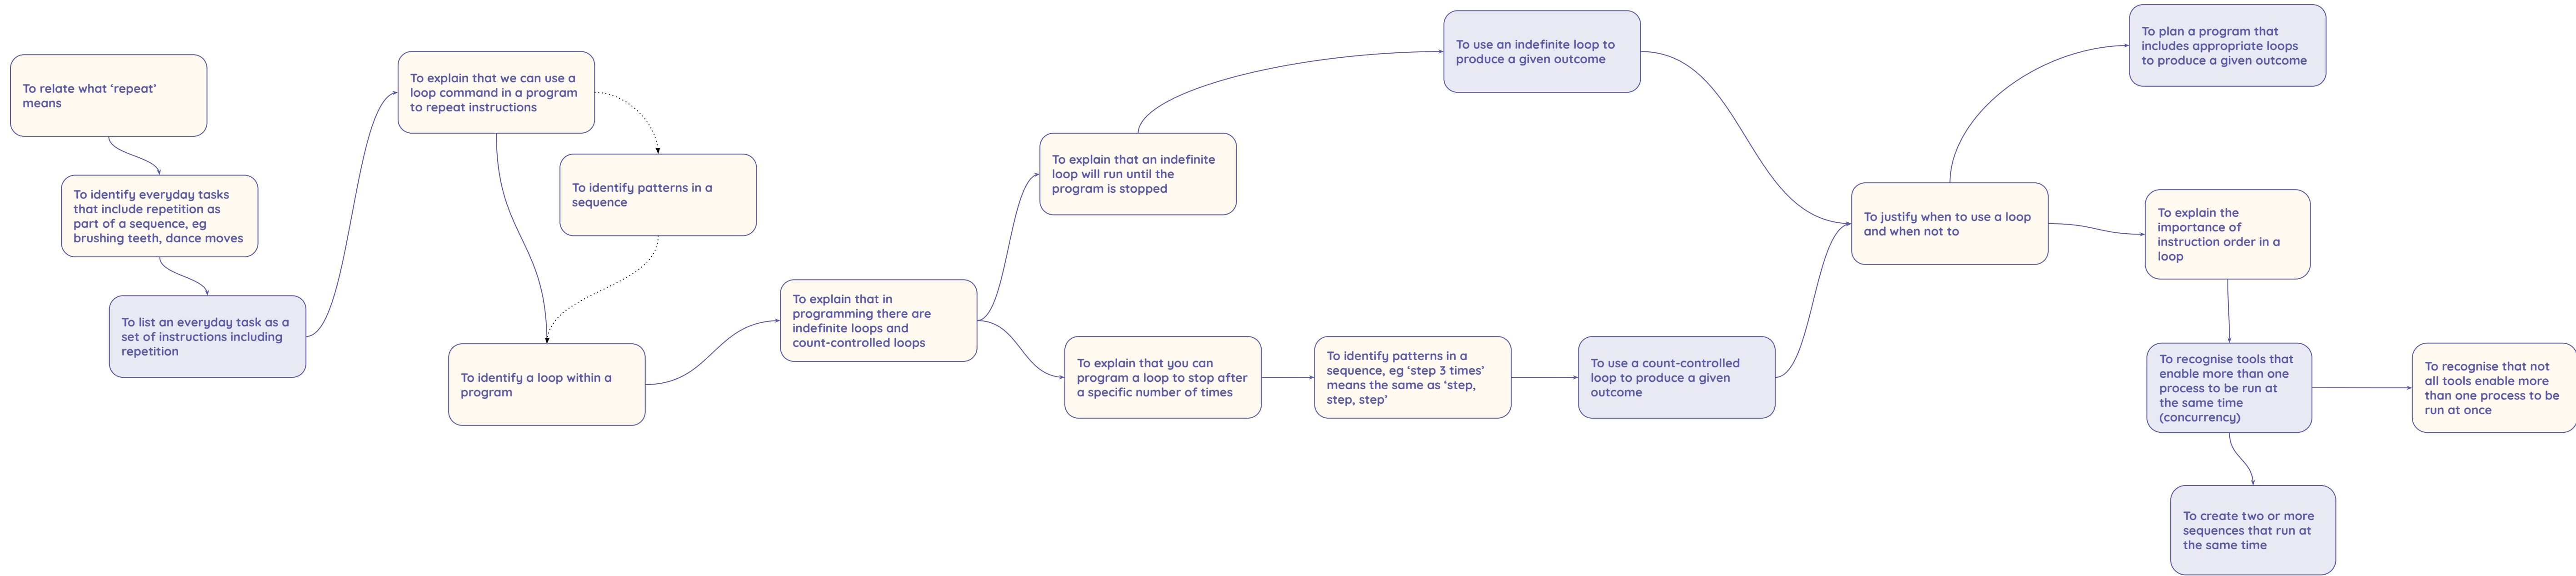 To relate what ‘repeat’
means
To identify everyday tasks
that include repetition as
part of a sequence, eg
brushing teeth, dance moves
To list an everyday task as a
set of instructions including
repetition
To explain that we can use a
loop command in a program
to repeat instructions
To identify patterns in a
sequence
To identify a loop within a
program
To explain that in
programming there are
indefinite loops and
count-controlled loops
To explain that an indefinite
loop will run until the
program is stopped
To use an indefinite loop to
produce a given outcome
To explain that you can
program a loop to stop after
a specific number of times
To identify patterns in a
sequence, eg ‘step 3 times’
means the same as ‘step,
step, step’
To use a count-controlled
loop to produce a given
outcome
To justify when to use a loop
and when not to
To plan a program that
includes appropriate loops
to produce a given outcome
To explain the
importance of
instruction order in a
loop
To recognise tools that
enable more than one
process to be run at
the same time
(concurrency)
To recognise that not
all tools enable more
than one process to be
run at once
To create two or more
sequences that run at
the same time